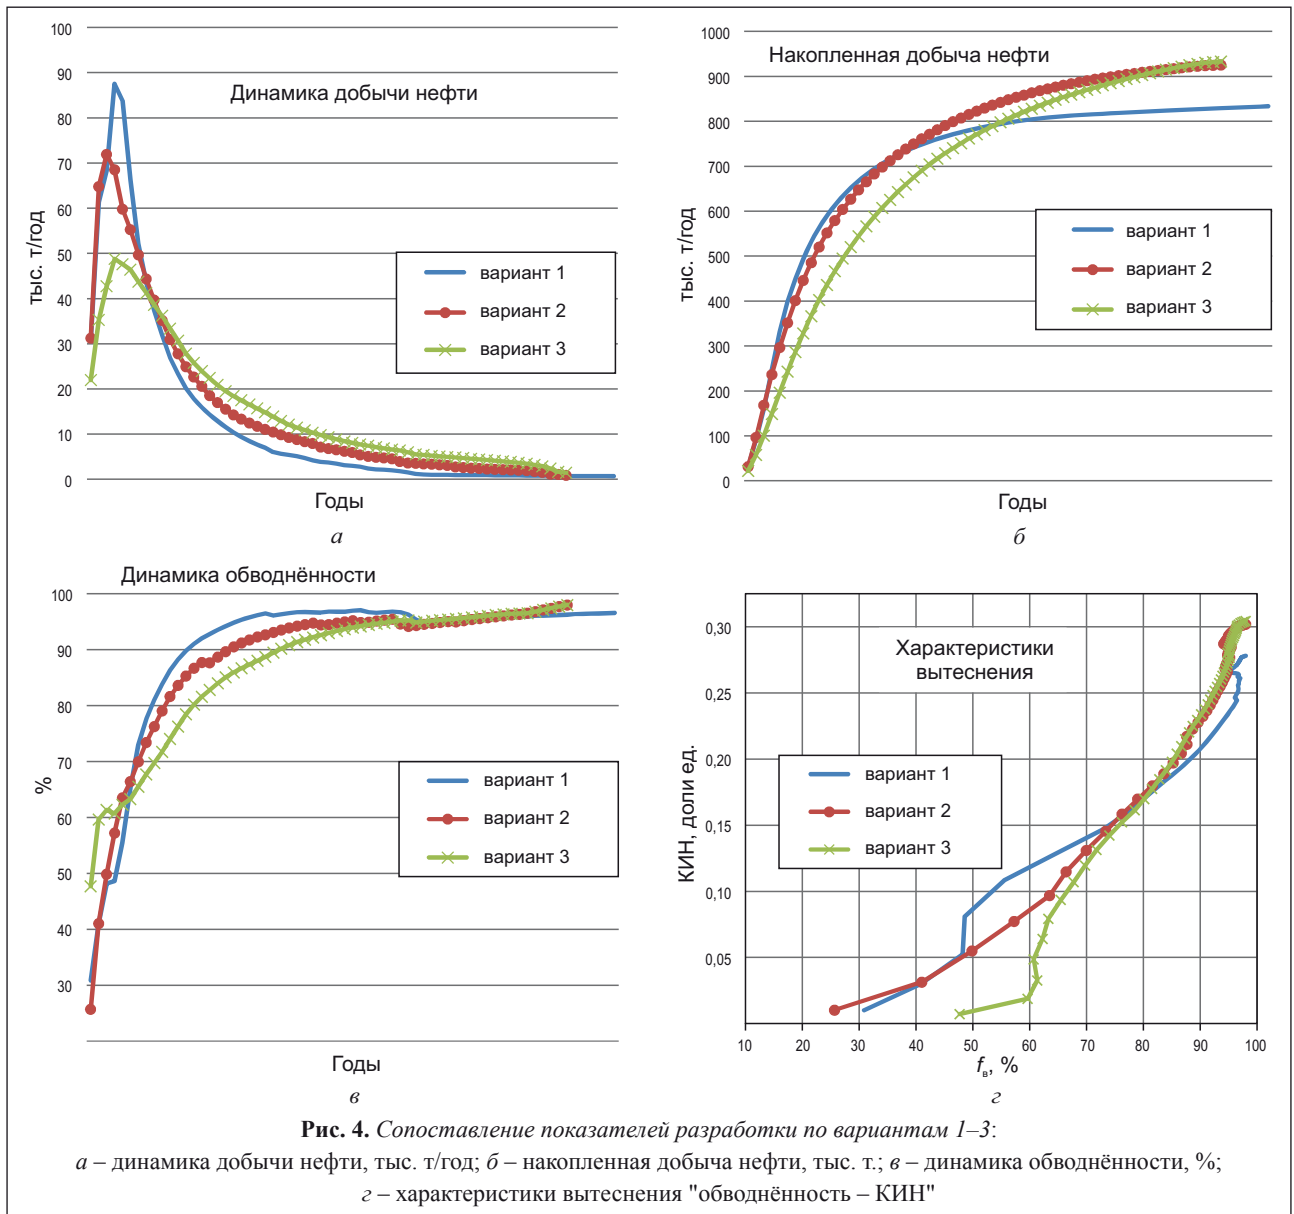 Динамика добычи нефти
тыс. т/год
100
90
80
70
60
50
40
30
20
10
0
вариант 1
вариант 2
вариант 3
Годы
а
Накопленная добыча нефти
тыс. т/год
1000
900
800
700
600
500
400
300
200
100
0
вариант 1
вариант 2
вариант 3
Годы
б
Динамика обводнённости
%
100
90
80
70
60
50
40
30
вариант 1
вариант 2
вариант 3
Годы
в
Характеристики
вытеснения
КИН, доли ед.
0,30
0,25
0,20
0,15
0,10
0,05
вариант 1
вариант 2
вариант 3
10 20 30 40 50 60 70 80 90 100
fв, %
г
Рис. 4. Сопоставление показателей разработки по вариантам 1–3:
а – динамика добычи нефти, тыс. т/год; б – накопленная добыча нефти, тыс. т.; в – динамика обводнённости, %;
г – характеристики вытеснения "обводнённость – КИН"